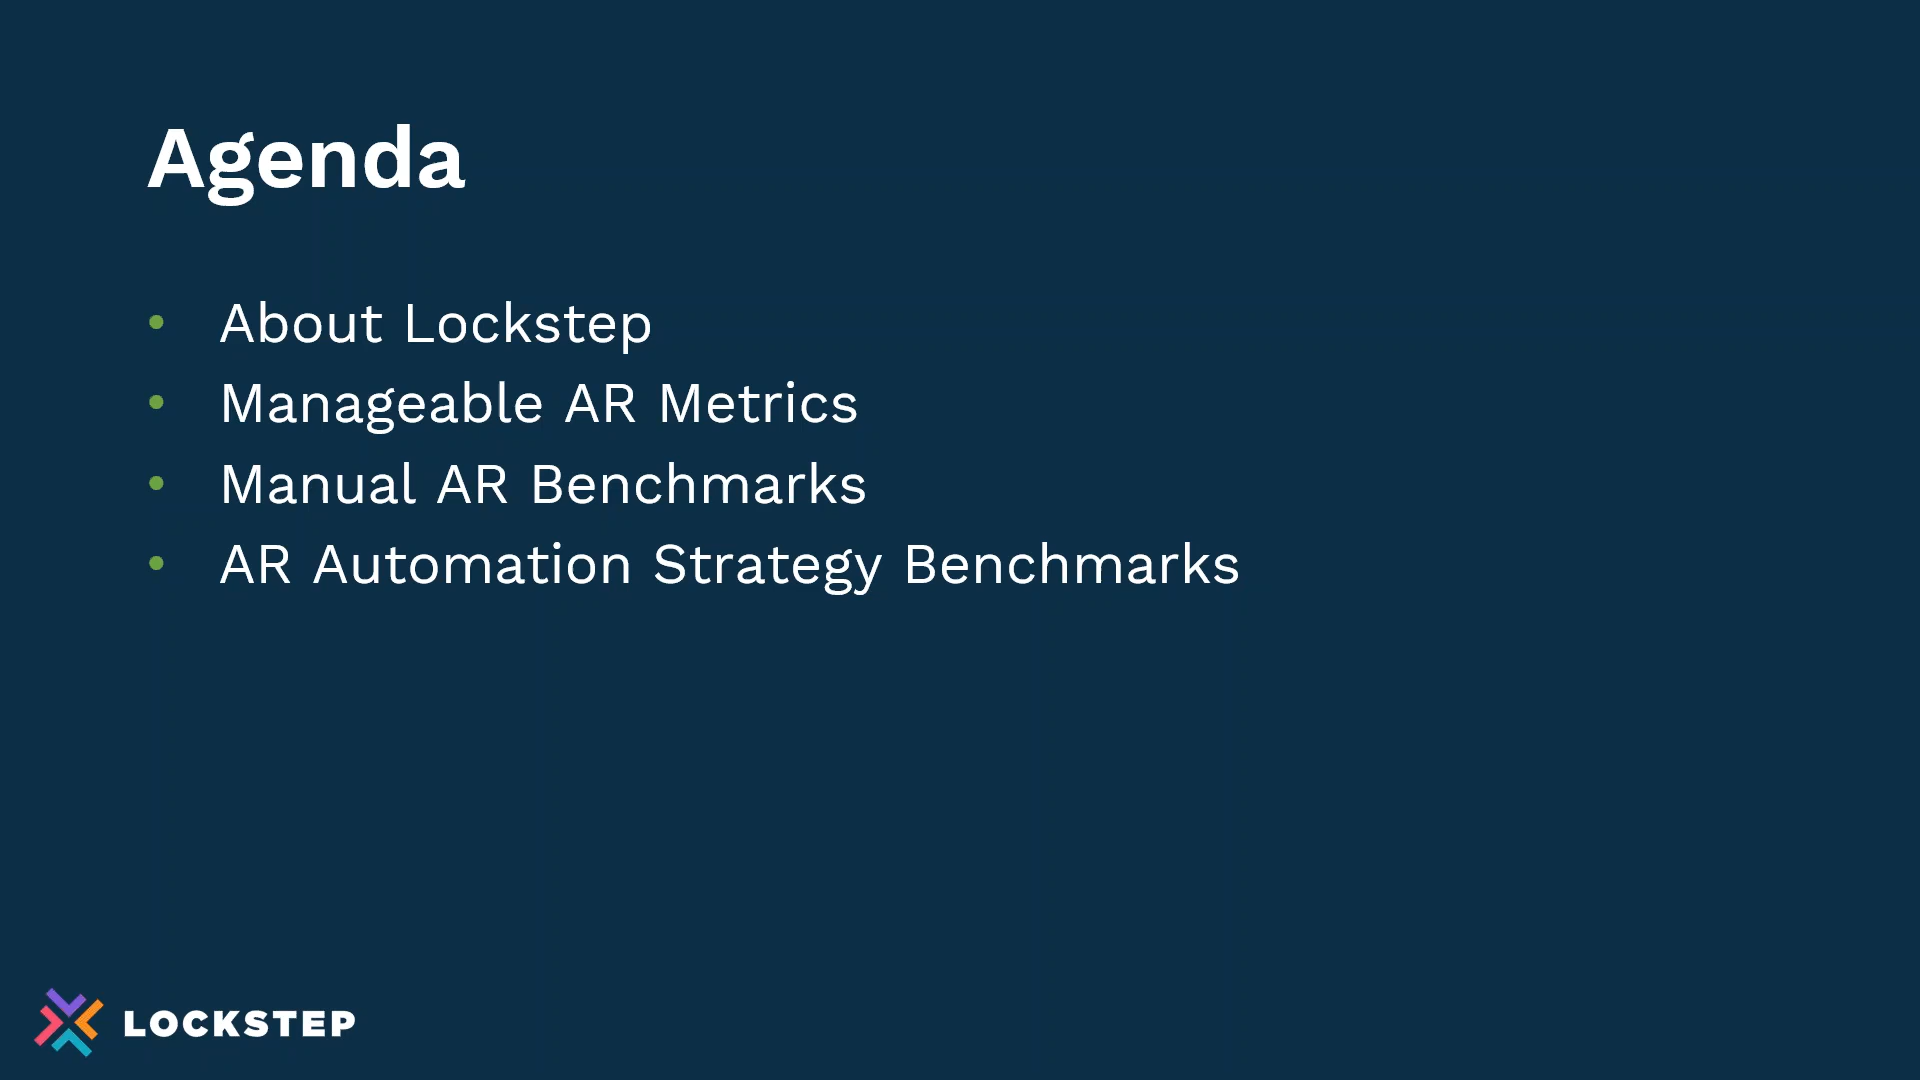 Agenda
• About Lockstep
• Manageable AR Metrics
• Manual AR Benchmarks
• AR Automation Strategy Benchmarks
LOCKSTEP